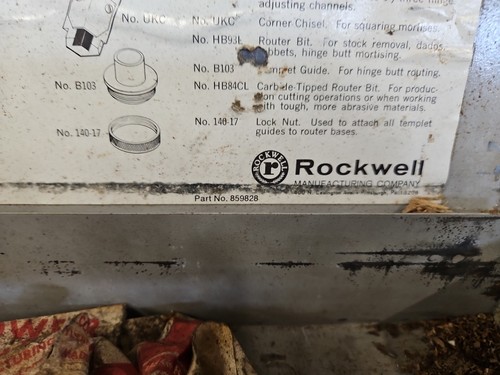 adjusting channels.
No. UKC
No. UKC
Corner Chisel. For squaring mortises.
No. HB93L
Router Bit. For stock removal, dados,
hinge butt mortising.
No. B103
No. B103
Templet Guide. For hinge butt routing.
No. HB84CL
Carbide-Tipped Router Bit. For produc-
tion cutting operations or when working
with tough, more abrasive materials.
No. 140-17
No. 140-17
Lock Nut. Used to attach all templet
guides to router bases.
ROCKWELL
r
Rockwell
MANUFACTURING COMPANY
Part No. 859828